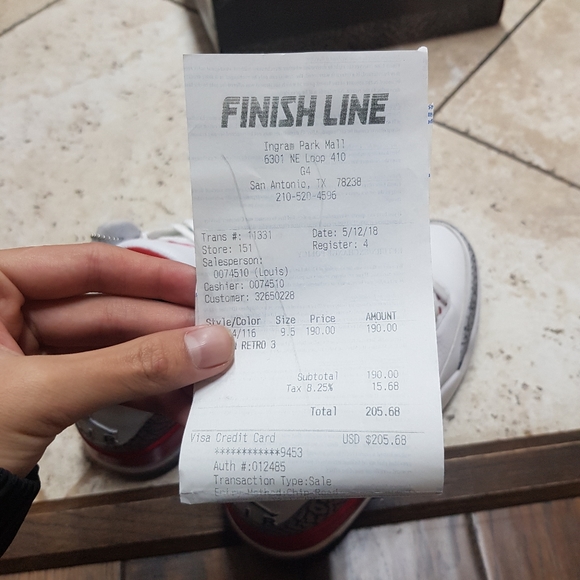 FINISH LINE
Ingram Park Mall
6301 NE Loop 410
G4
San Antonio, TX 78238
210-520-4596
Trans #: 11331 Date: 5/12/18
Store: 151 Register: 4
Salesperson:
0074510 (Louis)
Cashier: 0074510
Customer: 32650228
Style/Color Size Price AMOUNT
4/116 9.5 190.00 190.00
RETRO 3
Subtotal 190.00
Tax 8.25% 15.68
Total 205.68
Visa Credit Card USD $205.68
************9453
Auth #:012485
Transaction Type:Sale